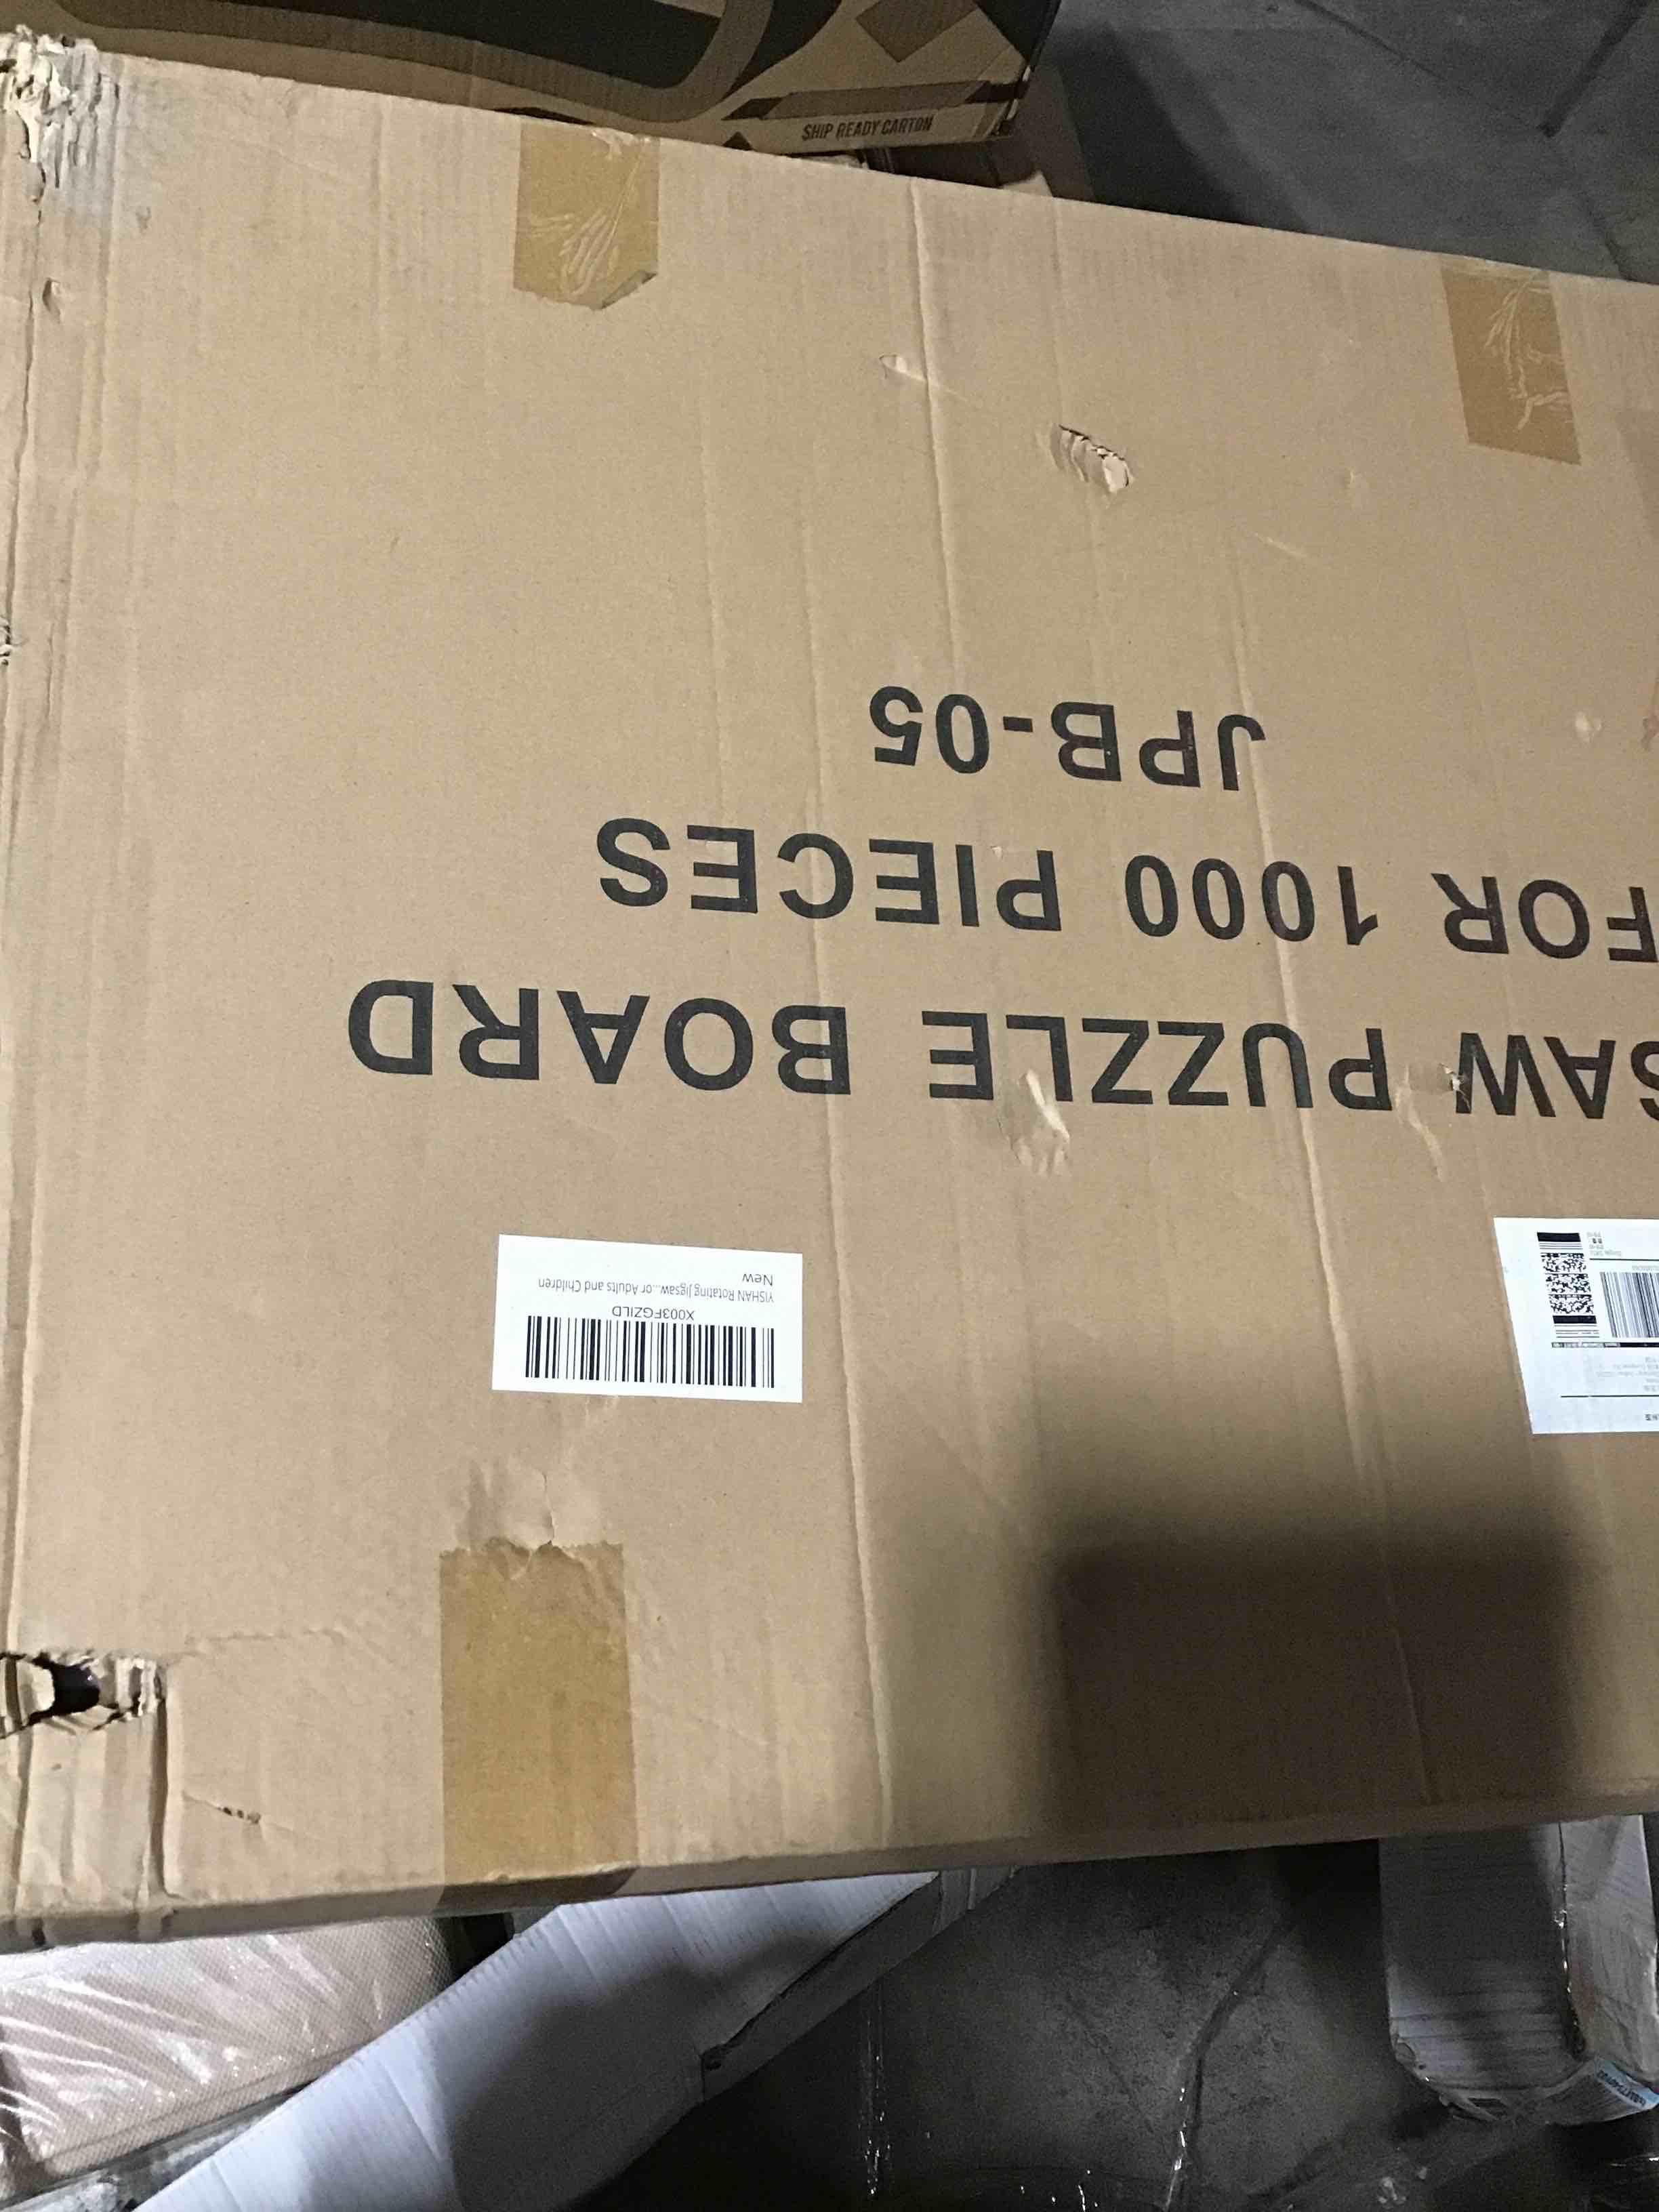 SHIP READY CARTON
SAW PUZZLE BOARD
FOR 1000 PIECES
JPB-05
X003FGZILD
YISHAN Rotating Jigsaw...or Adults and Children
New